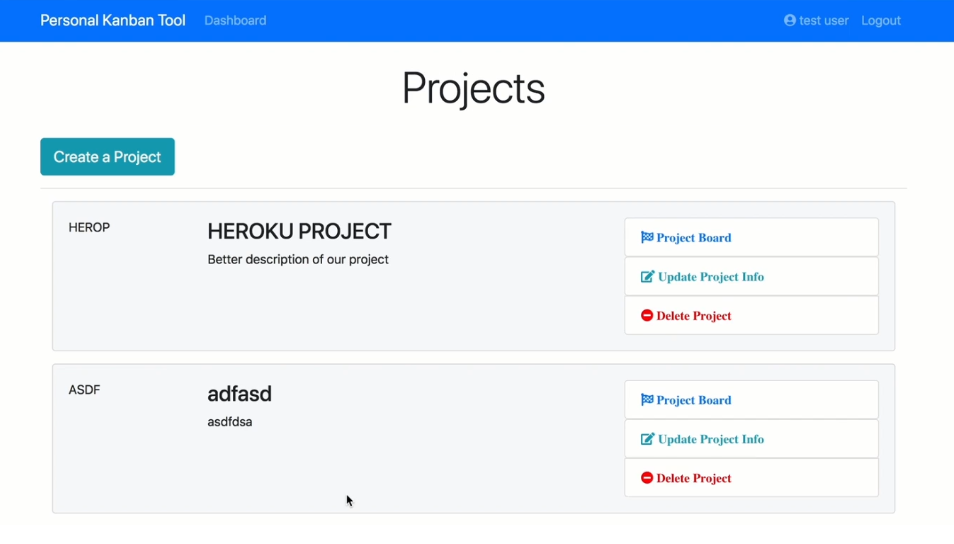 Personal Kanban Tool Dashboard test user Logout
Projects
Create a Project
HEROP
HEROKU PROJECT
Better description of our project
Project Board
Update Project Info
Delete Project
ASDF
adfasd
asdfdsa
Project Board
Update Project Info
Delete Project